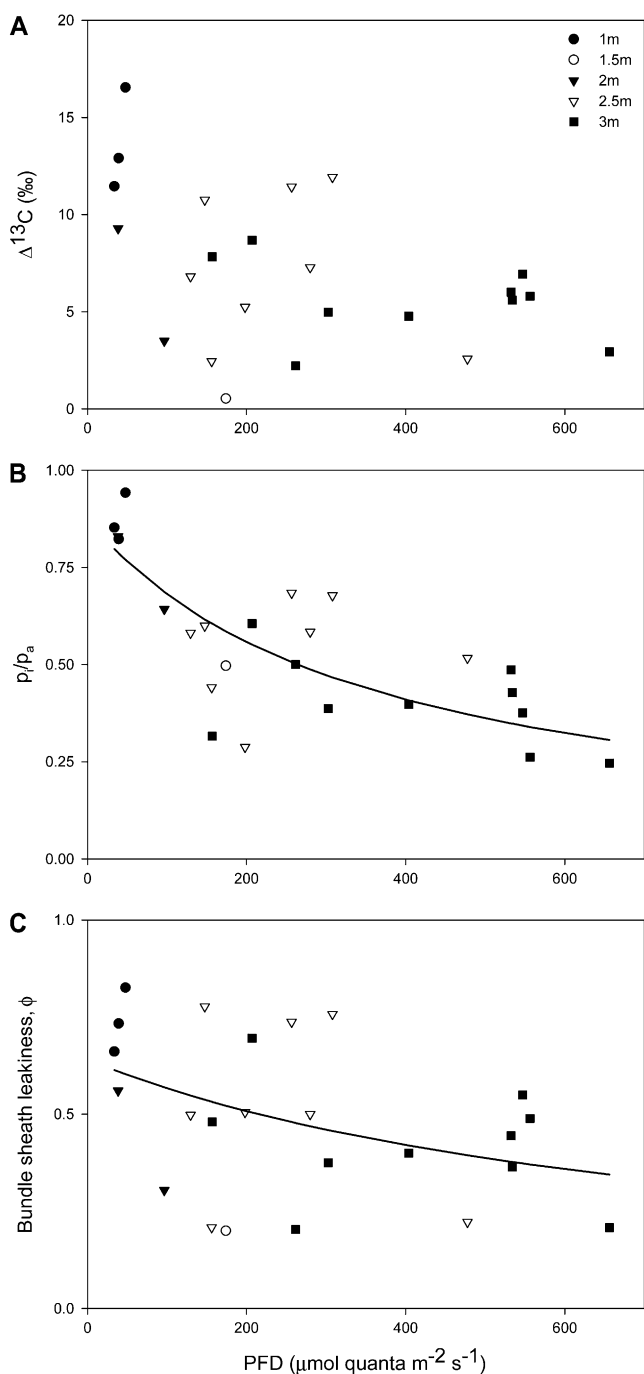 A
20
15
10
5
0
Δ¹³C (‰)
1m
1.5m
2m
2.5m
3m
0 200 400 600
B
1.00
0.75
0.50
0.25
0.00
pᵢ/pₐ
0 200 400 600
C
1.0
0.5
0.0
Bundle sheath leakiness, ϕ
0 200 400 600
PFD (μmol quanta m⁻² s⁻¹)